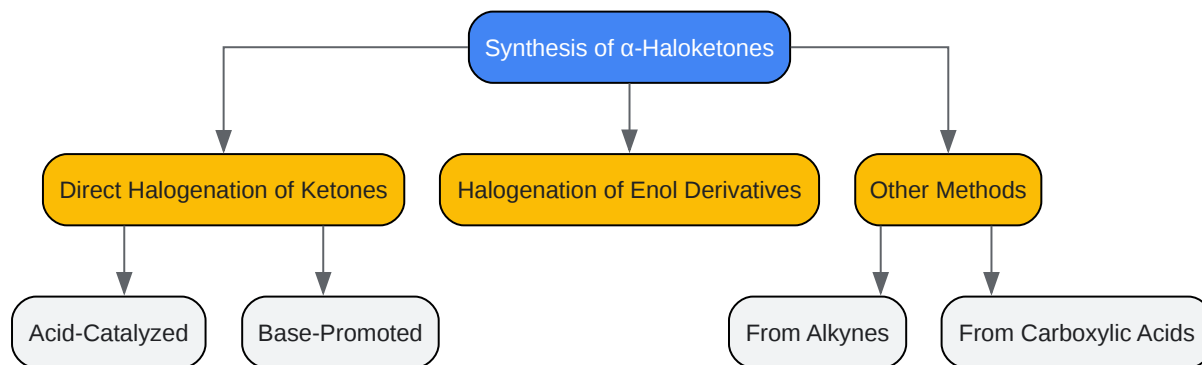 Synthesis of α-Haloketones
Direct Halogenation of Ketones
Halogenation of Enol Derivatives
Other Methods
Acid-Catalyzed
Base-Promoted
From Alkynes
From Carboxylic Acids